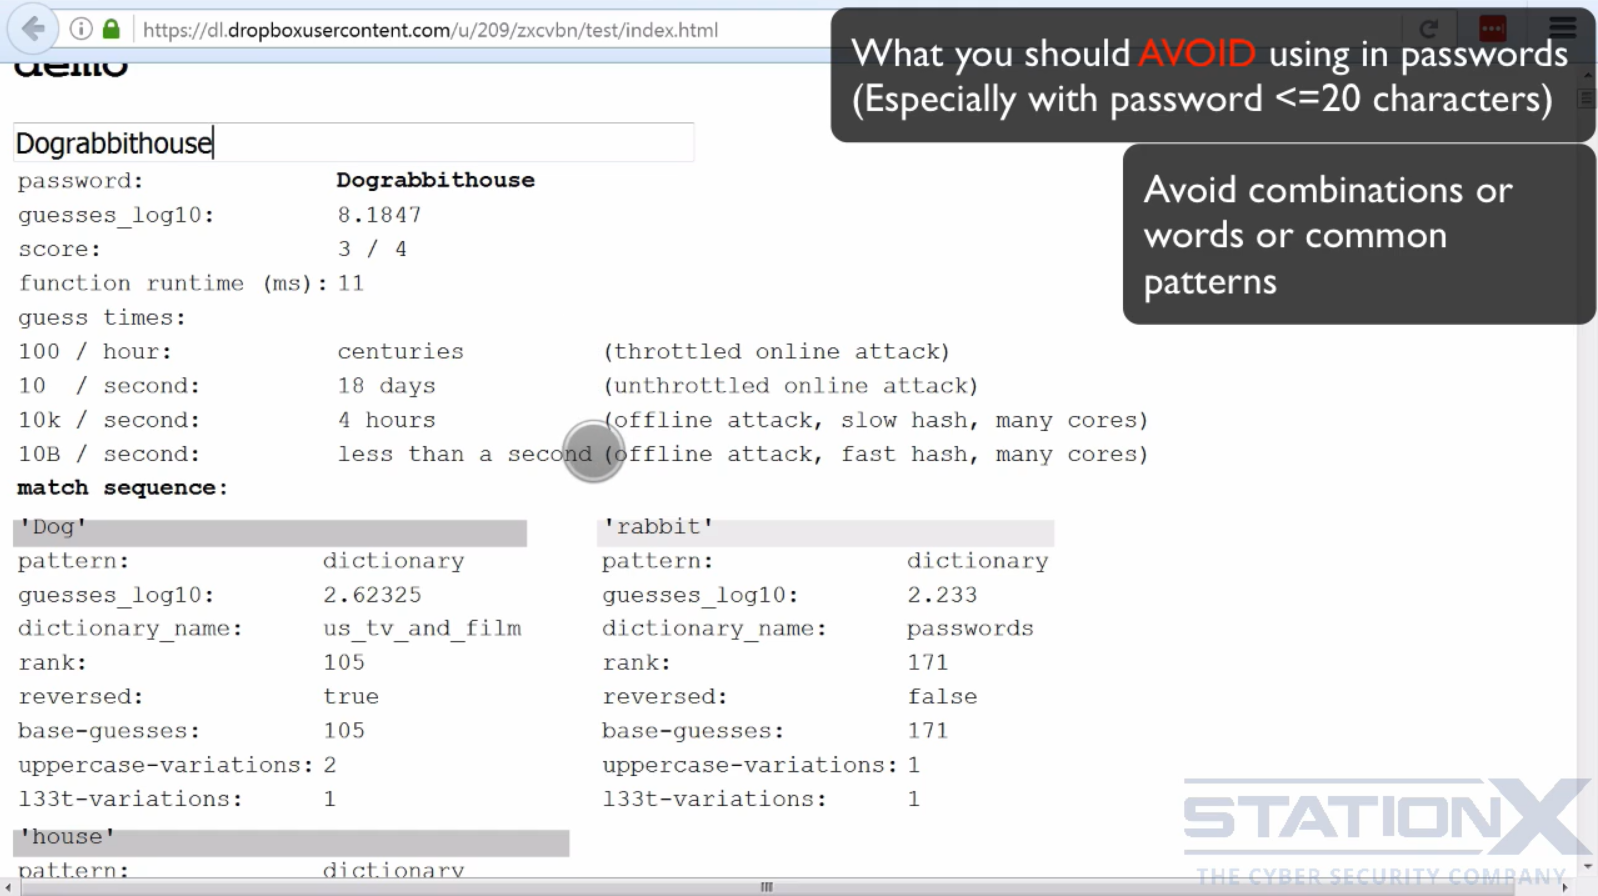 https://dl.dropboxusercontent.com/u/209/zxcvbn/test/index.html
What you should AVOID using in passwords
(Especially with password <=20 characters)
demo
Dograbbithouse
Avoid combinations or
words or common
patterns
password: Dograbbithouse
guesses_log10: 8.1847
score: 3 / 4
function runtime (ms): 11
guess times:
100 / hour: centuries (throttled online attack)
10 / second: 18 days (unthrottled online attack)
10k / second: 4 hours (offline attack, slow hash, many cores)
10B / second: less than a second (offline attack, fast hash, many cores)
match sequence:
'Dog' 'rabbit'
pattern: dictionary pattern: dictionary
guesses_log10: 2.62325 guesses_log10: 2.233
dictionary_name: us_tv_and_film dictionary_name: passwords
rank: 105 rank: 171
reversed: true reversed: false
base-guesses: 105 base-guesses: 171
uppercase-variations: 2 uppercase-variations: 1
l33t-variations: 1 l33t-variations: 1
'house'
pattern: dictionary
STATIONX
THE CYBER SECURITY COMPANY